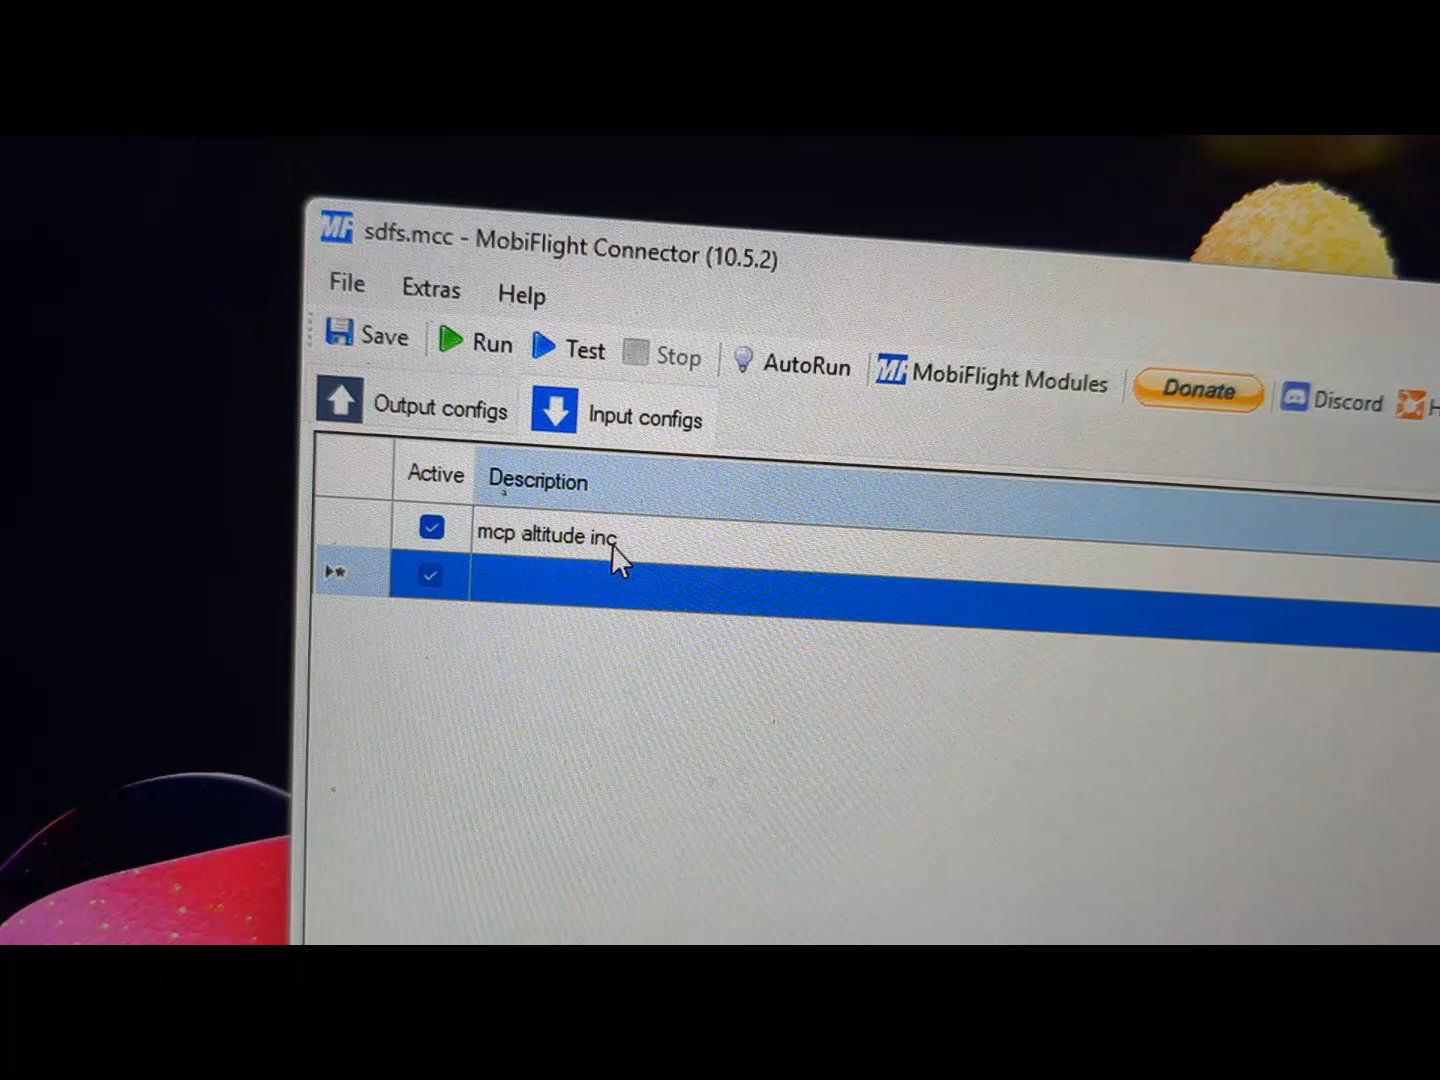 sdfs.mcc - MobiFlight Connector (10.5.2)
File Extras Help
Save Run Test Stop AutoRun MF MobiFlight Modules Donate Discord H
Output configs Input configs
Active Description
mcp altitude inc